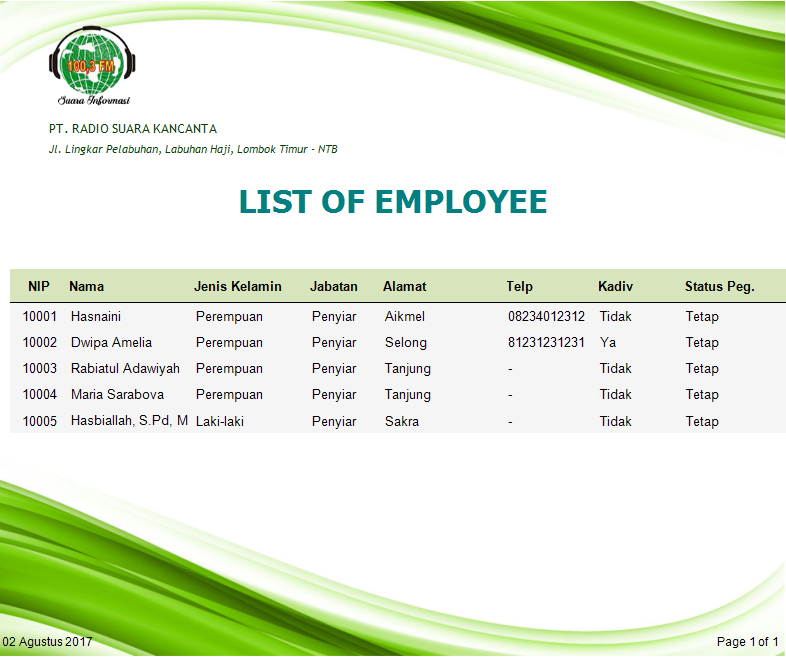 100,3 FM
Suara Informasi
PT. RADIO SUARA KANCANTA
Jl. Lingkar Pelabuhan, Labuhan Haji, Lombok Timur - NTB
LIST OF EMPLOYEE
NIP Nama Jenis Kelamin Jabatan Alamat Telp Kadiv Status Peg.
10001 Hasnaini Perempuan Penyiar Aikmel 08234012312 Tidak Tetap
10002 Dwipa Amelia Perempuan Penyiar Selong 81231231231 Ya Tetap
10003 Rabiatul Adawiyah Perempuan Penyiar Tanjung - Tidak Tetap
10004 Maria Sarabova Perempuan Penyiar Tanjung - Tidak Tetap
10005 Hasbiallah, S.Pd, M Laki-laki Penyiar Sakra - Tidak Tetap
02 Agustus 2017 Page 1 of 1